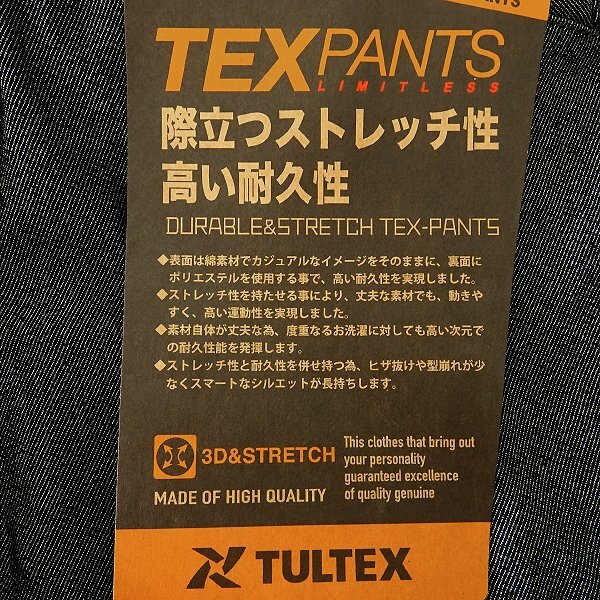 PANTS
TEXPANTS
LIMITLESS
際立つストレッチ性
高い耐久性
DURABLE&STRETCH TEX-PANTS
◆表面は綿素材でカジュアルなイメージをそのままに、裏面に
ポリエステルを使用する事で、高い耐久性を実現しました。
◆ストレッチ性を持たせる事により、丈夫な素材でも、動きや
すく、高い運動性を実現しました。
◆素材自体が丈夫な為、度重なるお洗濯に対しても高い次元で
の耐久性能を発揮します。
◆ストレッチ性と耐久性を併せ持つ為、ヒザ抜けや型崩れが少
なくスマートなシルエットが長持ちします。
3D&STRETCH
MADE OF HIGH QUALITY
This clothes that bring out
your personality
guaranteed excellence
of quality genuine
TULTEX